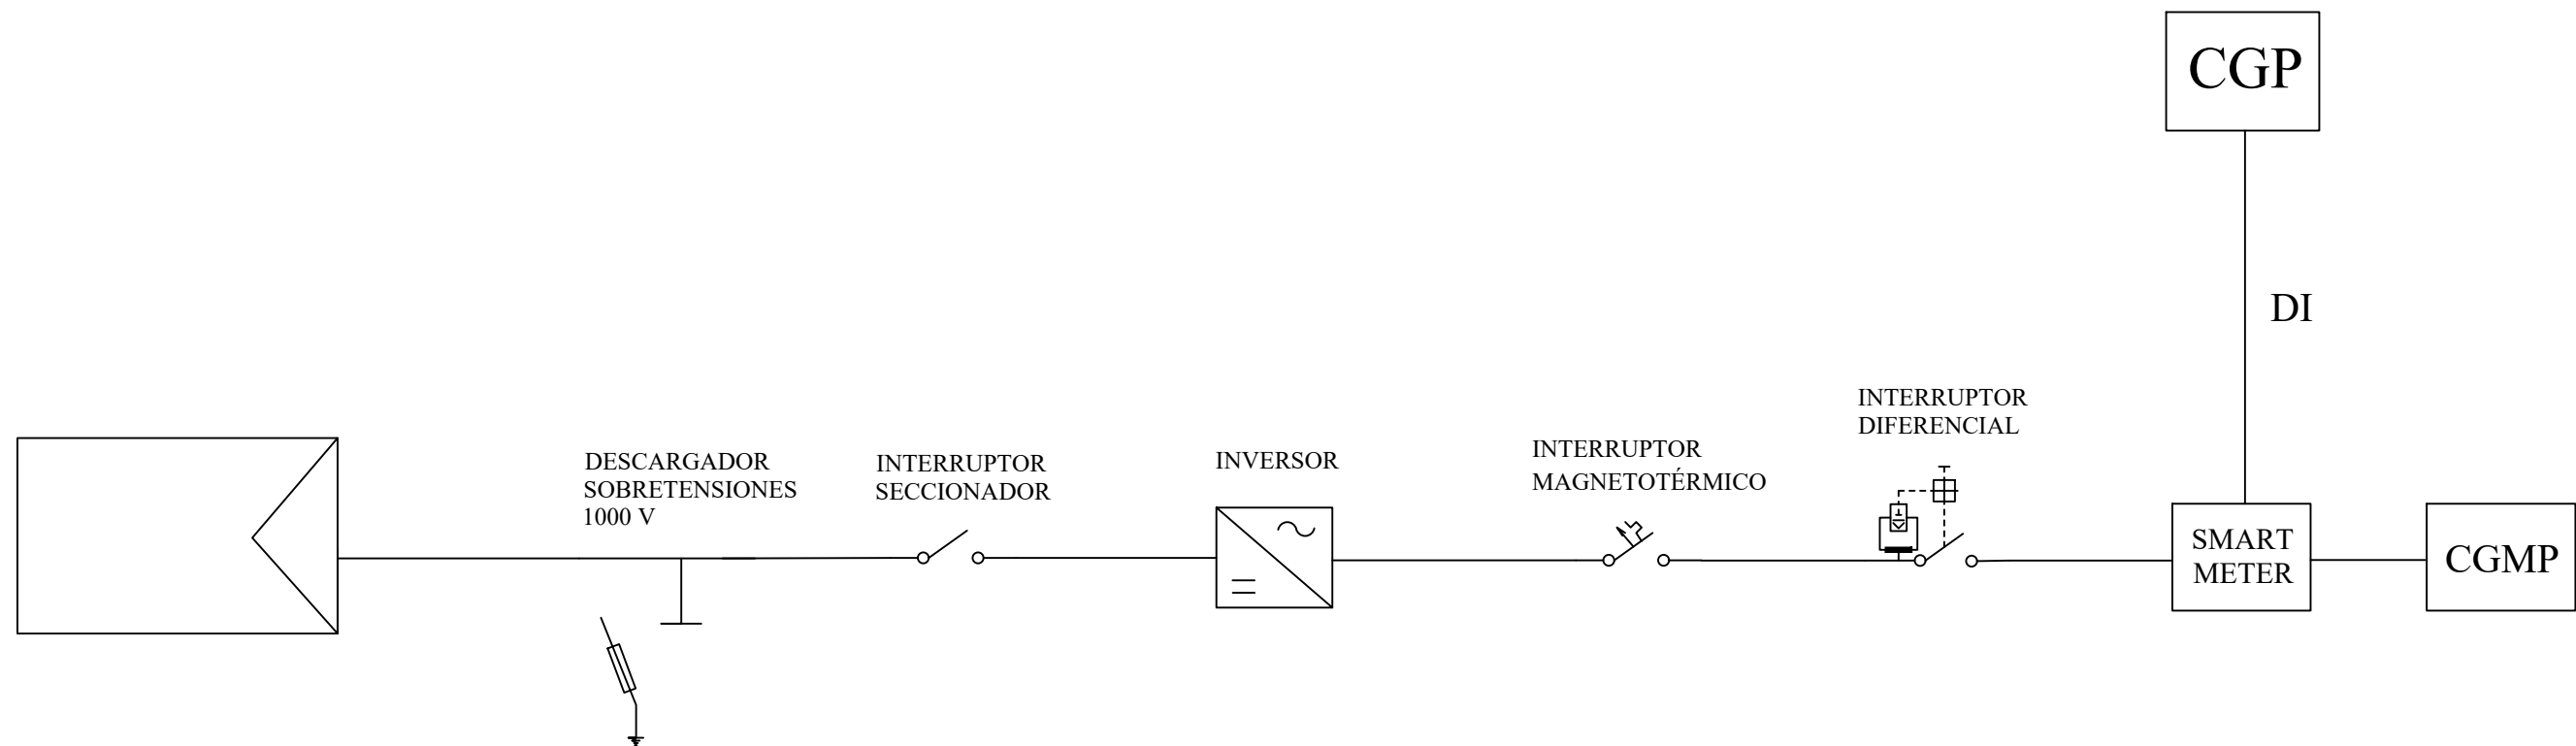 CGP
DI
INTERRUPTOR
DIFERENCIAL
DESCARGADOR
SOBRETENSIONES
1000 V
INTERRUPTOR
SECCIONADOR
INVERSOR
INTERRUPTOR
MAGNETOTÉRMICO
SMART
METER
CGMP